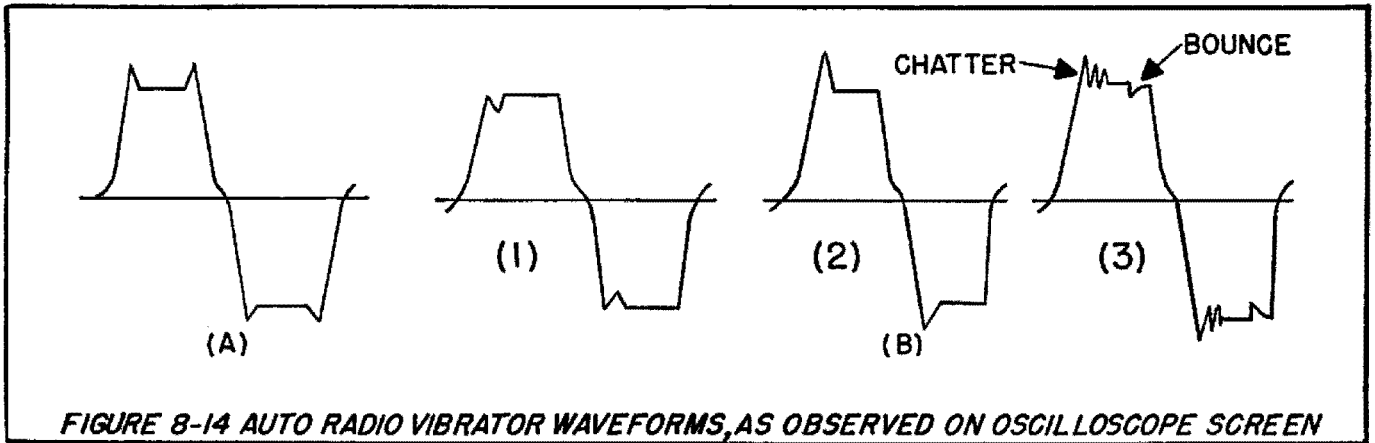 CHATTER
BOUNCE
(1)
(2)
(3)
(A)
(B)
FIGURE 8-14 AUTO RADIO VIBRATOR WAVEFORMS, AS OBSERVED ON OSCILLOSCOPE SCREEN